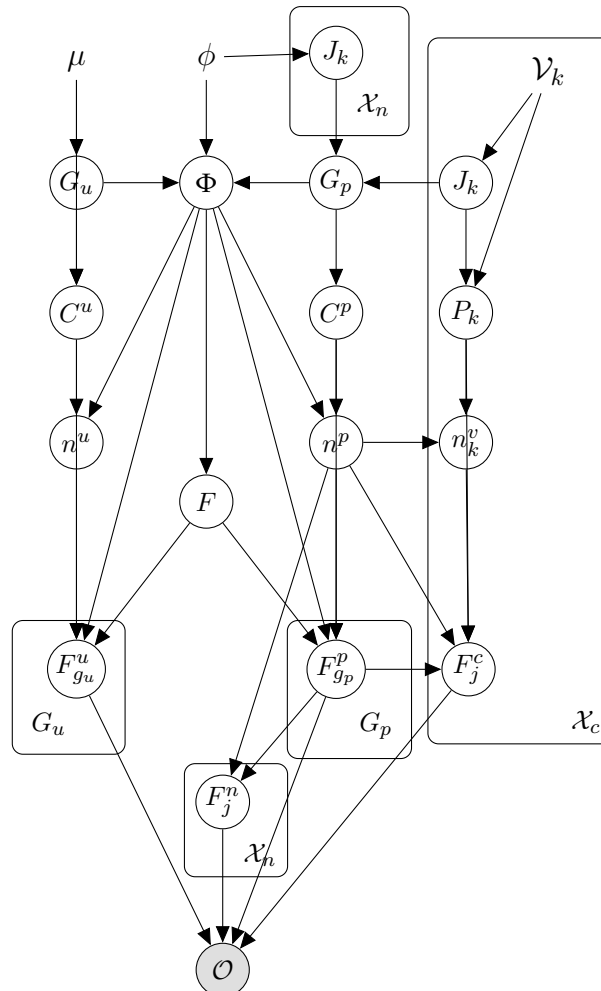 μ ϕ J_k 𝒱_k
𝒳_n
G_u Φ G_p J_k
C^u C^p P_k
n^u n^p n_k^v
F
F_{g_u}^u F_{g_p}^p F_j^c
G_u G_p 𝒳_c
F_j^n
𝒳_n
𝒪